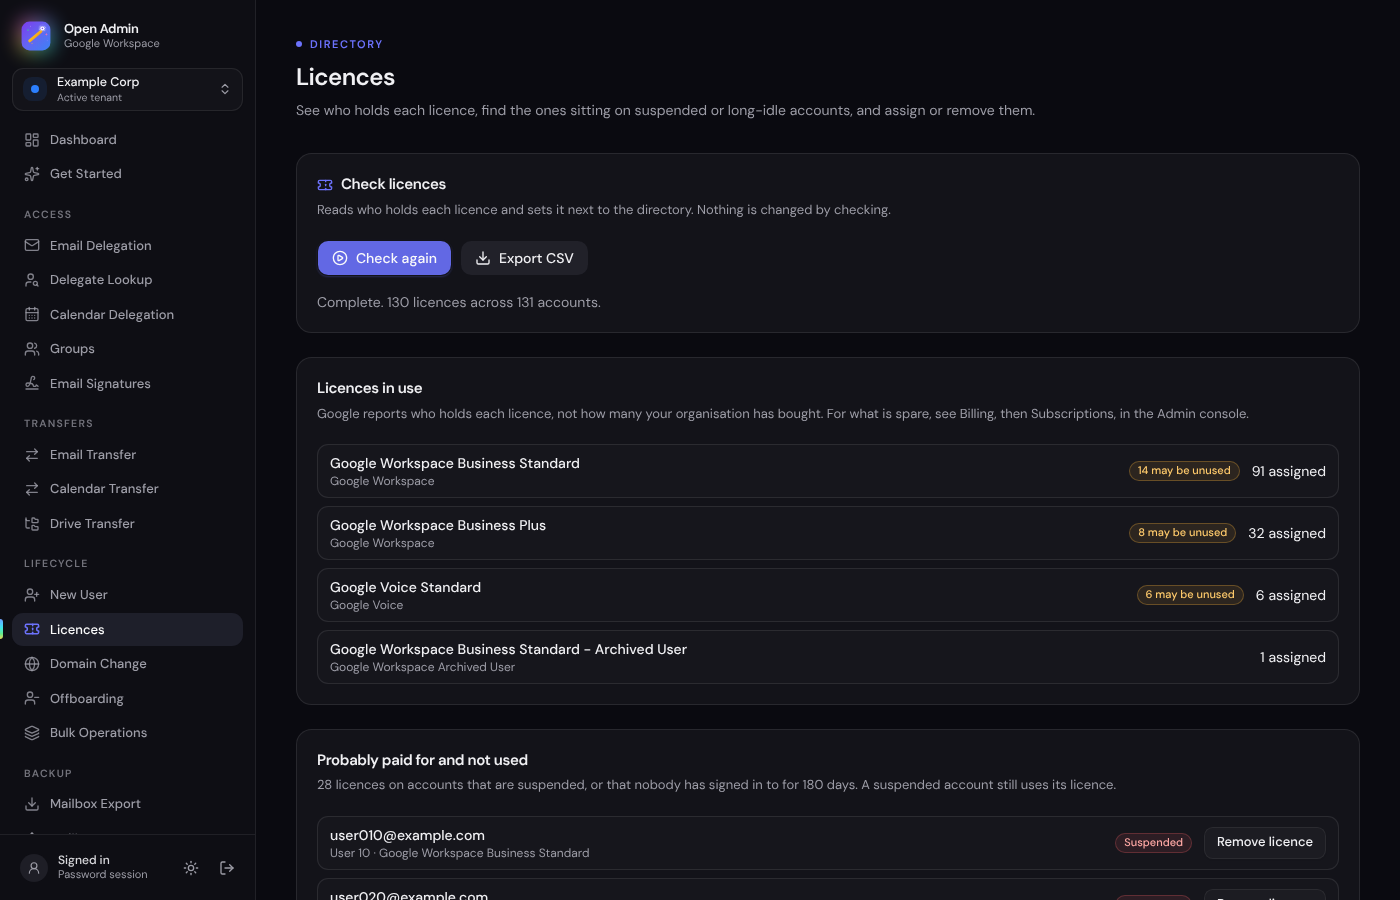 Open Admin
Google Workspace
Example Corp
Active tenant
Dashboard
Get Started
ACCESS
Email Delegation
Delegate Lookup
Calendar Delegation
Groups
Email Signatures
TRANSFERS
Email Transfer
Calendar Transfer
Drive Transfer
LIFECYCLE
New User
Licences
Domain Change
Offboarding
Bulk Operations
BACKUP
Mailbox Export
Signed in
Password session
DIRECTORY
Licences
See who holds each licence, find the ones sitting on suspended or long-idle accounts, and assign or remove them.
Check licences
Reads who holds each licence and sets it next to the directory. Nothing is changed by checking.
Check again
Export CSV
Complete. 130 licences across 131 accounts.
Licences in use
Google reports who holds each licence, not how many your organisation has bought. For what is spare, see Billing, then Subscriptions, in the Admin console.
Google Workspace Business Standard
Google Workspace
14 may be unused
91 assigned
Google Workspace Business Plus
Google Workspace
8 may be unused
32 assigned
Google Voice Standard
Google Voice
6 may be unused
6 assigned
Google Workspace Business Standard - Archived User
Google Workspace Archived User
1 assigned
Probably paid for and not used
28 licences on accounts that are suspended, or that nobody has signed in to for 180 days. A suspended account still uses its licence.
user010@example.com
User 10 · Google Workspace Business Standard
Suspended
Remove licence
user020@example.com